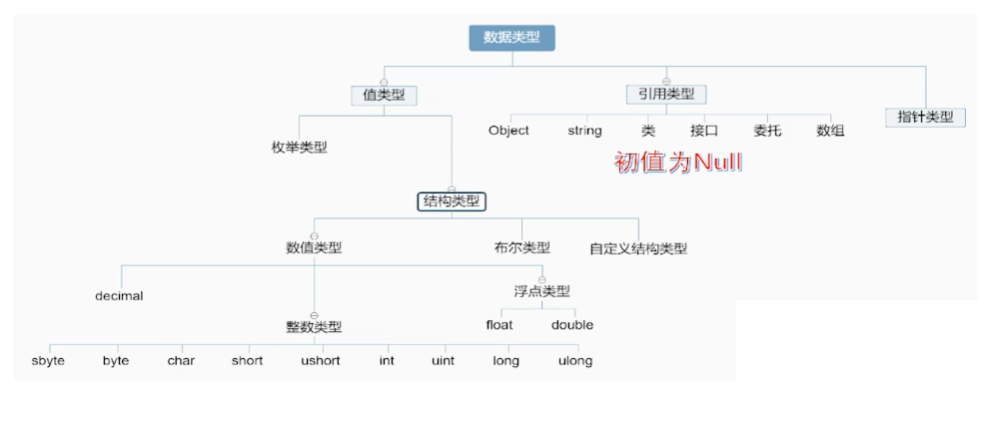 数据类型
值类型
引用类型
指针类型
Object string 类 接口 委托 数组
枚举类型
初值为Null
结构类型
数值类型 布尔类型 自定义结构类型
decimal
浮点类型
整数类型
float double
sbyte byte char short ushort int uint long ulong